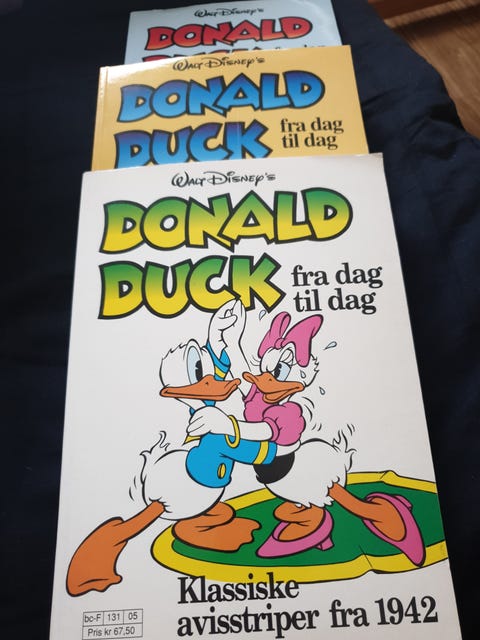 Walt Disney's
DONALD
Walt Disney's
DONALD
DUCK fra dag
til dag
Walt Disney's
DONALD
DUCK fra dag
til dag
Klassiske
avisstriper fra 1942
bc-F 131 05
Pris kr 67,50